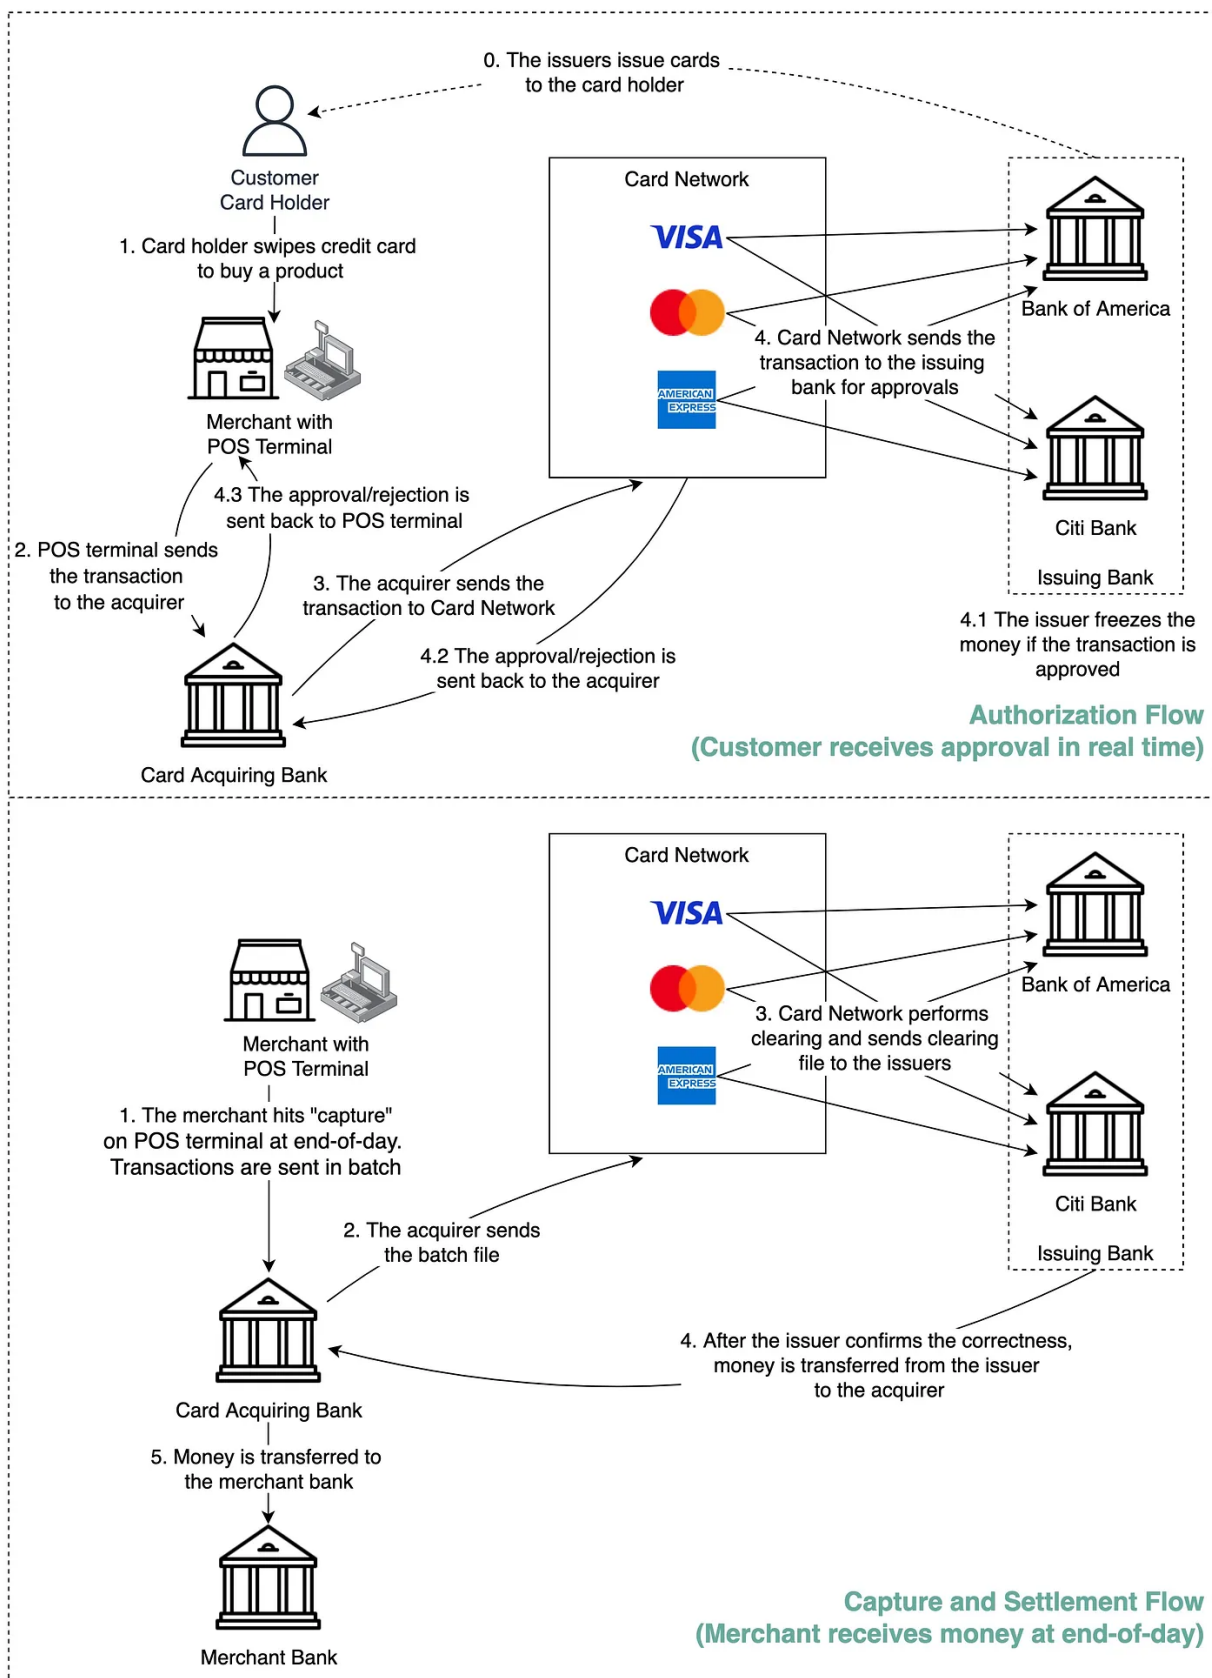 0. The issuers issue cards
to the card holder
Customer
Card Holder
1. Card holder swipes credit card
to buy a product
Merchant with
POS Terminal
Card Network
VISA
AMERICAN
EXPRESS
4. Card Network sends the
transaction to the issuing
bank for approvals
Bank of America
Citi Bank
Issuing Bank
4.1 The issuer freezes the
money if the transaction is
approved
4.3 The approval/rejection is
sent back to POS terminal
2. POS terminal sends
the transaction
to the acquirer
3. The acquirer sends the
transaction to Card Network
4.2 The approval/rejection is
sent back to the acquirer
Card Acquiring Bank
Authorization Flow
(Customer receives approval in real time)
Card Network
VISA
AMERICAN
EXPRESS
3. Card Network performs
clearing and sends clearing
file to the issuers
Bank of America
Citi Bank
Issuing Bank
Merchant with
POS Terminal
1. The merchant hits "capture"
on POS terminal at end-of-day.
Transactions are sent in batch
2. The acquirer sends
the batch file
4. After the issuer confirms the correctness,
money is transferred from the issuer
to the acquirer
Card Acquiring Bank
5. Money is transferred to
the merchant bank
Merchant Bank
Capture and Settlement Flow
(Merchant receives money at end-of-day)